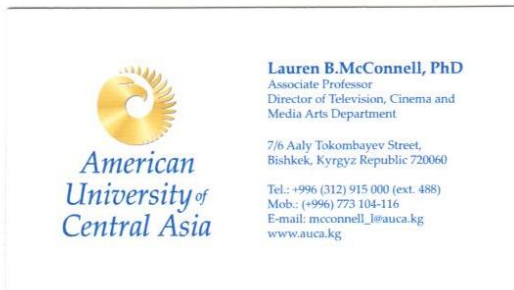 American
University of
Central Asia
Lauren B.McConnell, PhD
Associate Professor
Director of Television, Cinema and
Media Arts Department
7/6 Aaly Tokombayev Street,
Bishkek, Kyrgyz Republic 720060
Tel.: +996 (312) 915 000 (ext. 488)
Mob.: (+996) 773 104-116
E-mail: mcconnell_l@auca.kg
www.auca.kg